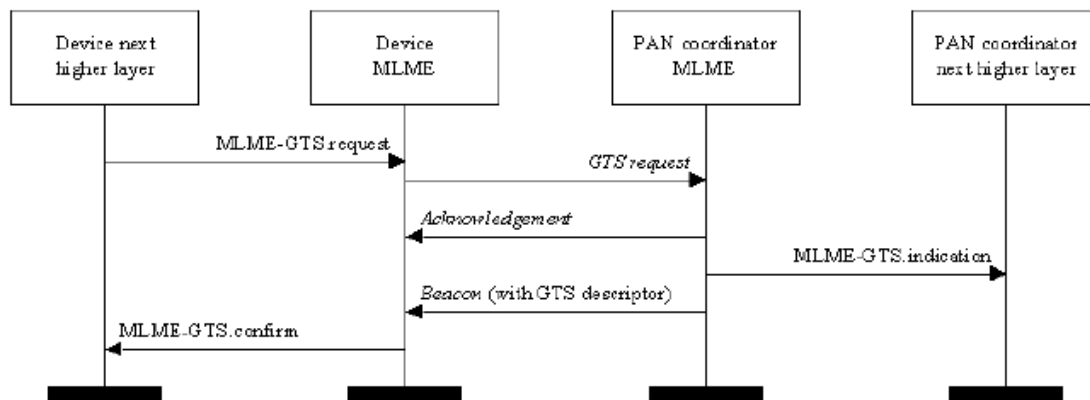 Device next
higher layer
Device
MLME
PAN coordinator
MLME
PAN coordinator
next higher layer
MLME-GTS.request
GTS request
Acknowledgement
MLME-GTS.indication
Beacon (with GTS descriptor)
MLME-GTS.confirm